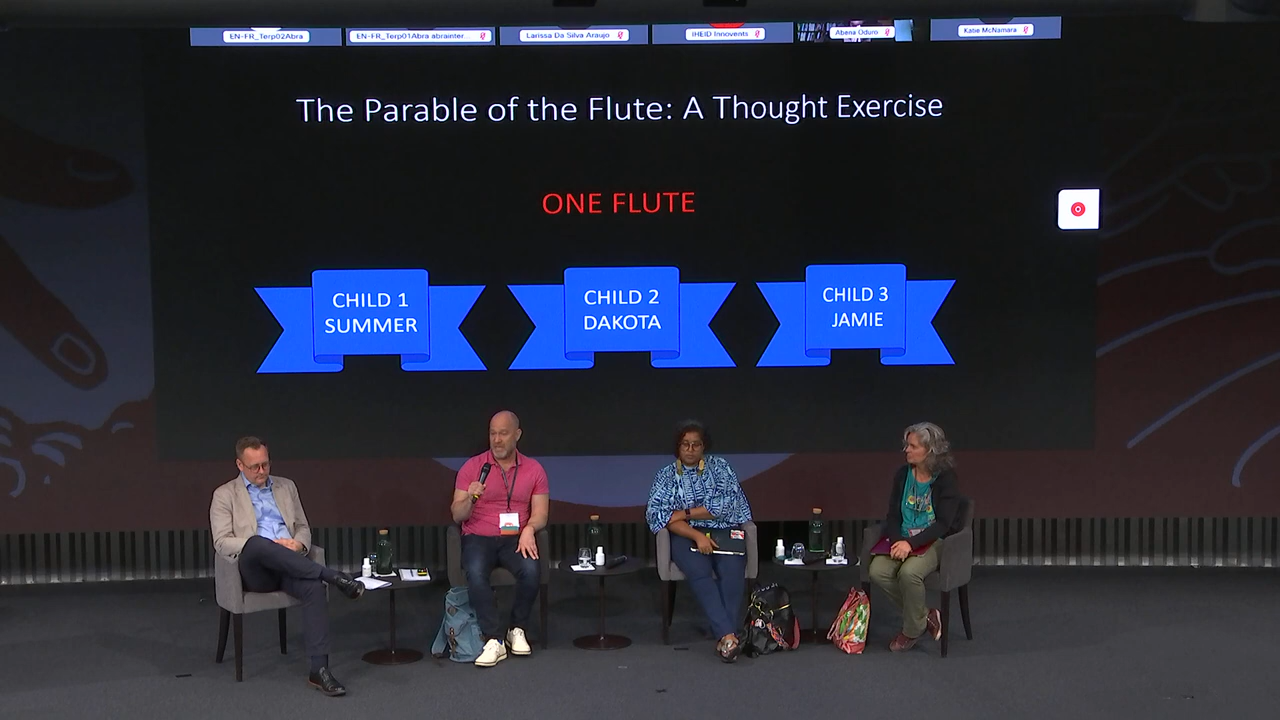 EN-FR_Terp02Abra
EN-FR_Terp01Abra abrainter...
Larissa Da Silva Araujo
IHEID Innovents
Abena Oduro
Katie McNamara
The Parable of the Flute: A Thought Exercise
ONE FLUTE
CHILD 1
SUMMER
CHILD 2
DAKOTA
CHILD 3
JAMIE